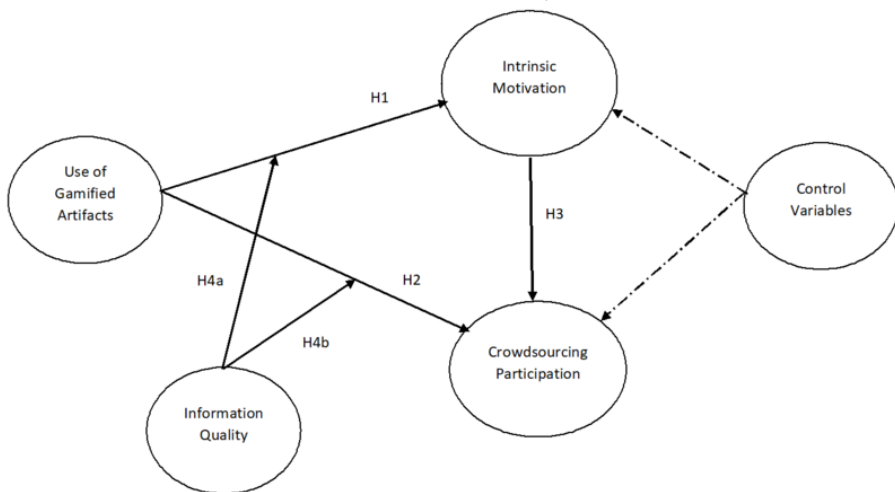 Intrinsic
Motivation
H1
Use of
Gamified
Artifacts
Control
Variables
H3
H4a
H2
H4b
Crowdsourcing
Participation
Information
Quality